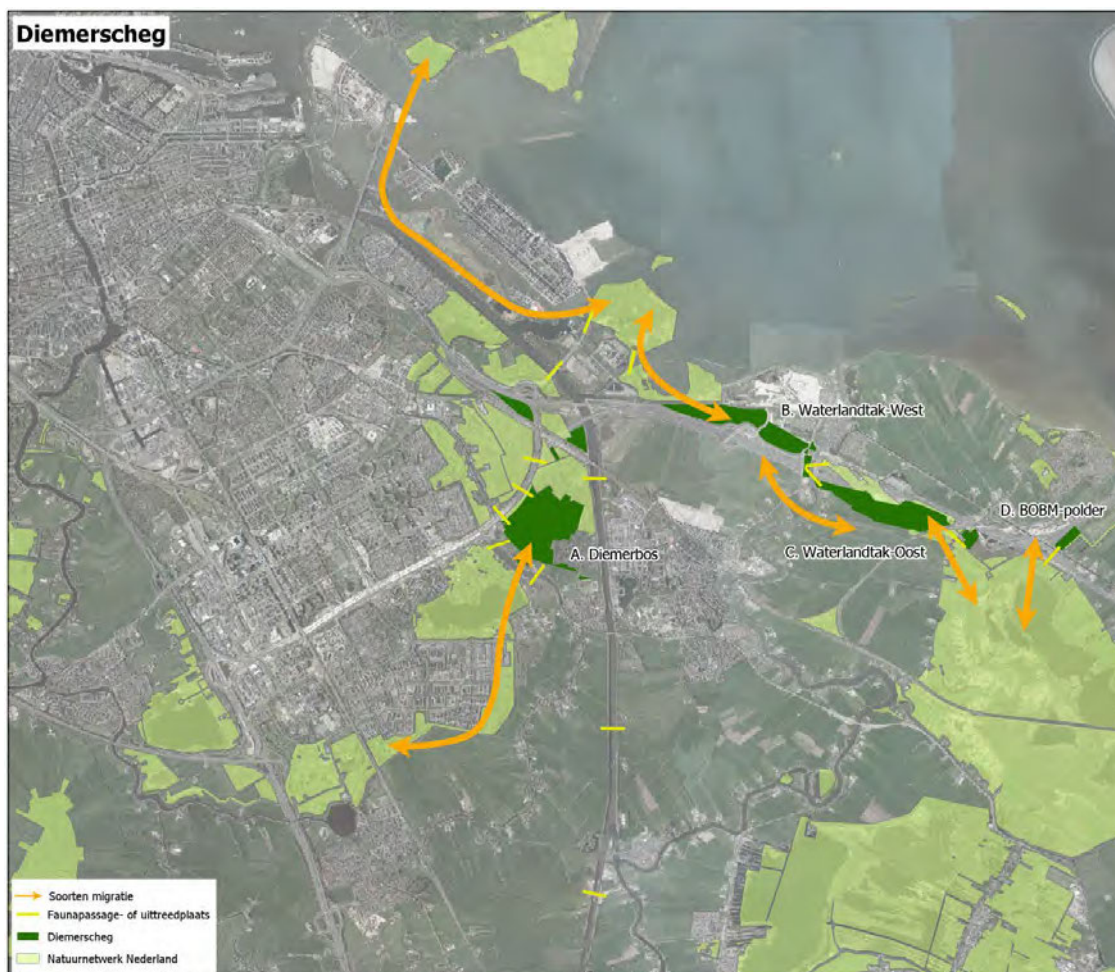 Diemerscheg
B. Waterlandtak-West
D. BOBM-polder
A. Diemerbos
C. Waterlandtak-Oost
Soorten migratie
Faunapassage- of uittreedplaats
Diemerscheg
Natuurnetwerk Nederland